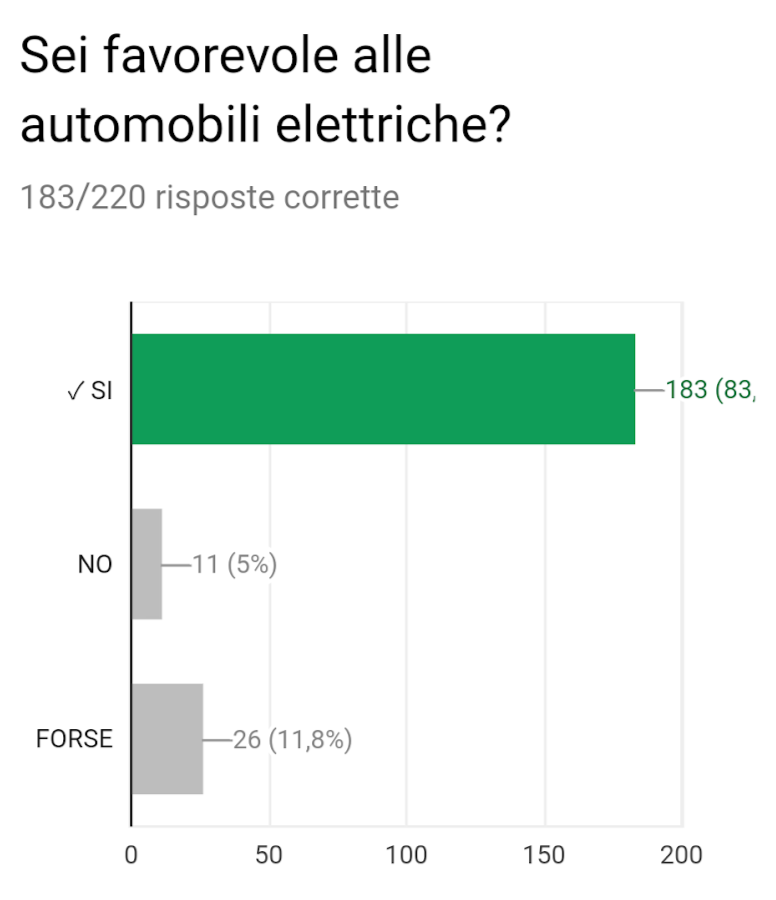 Sei favorevole alle
automobili elettriche?
183/220 risposte corrette
✓ SI
183 (83,
NO
11 (5%)
FORSE
26 (11,8%)
0 50 100 150 200